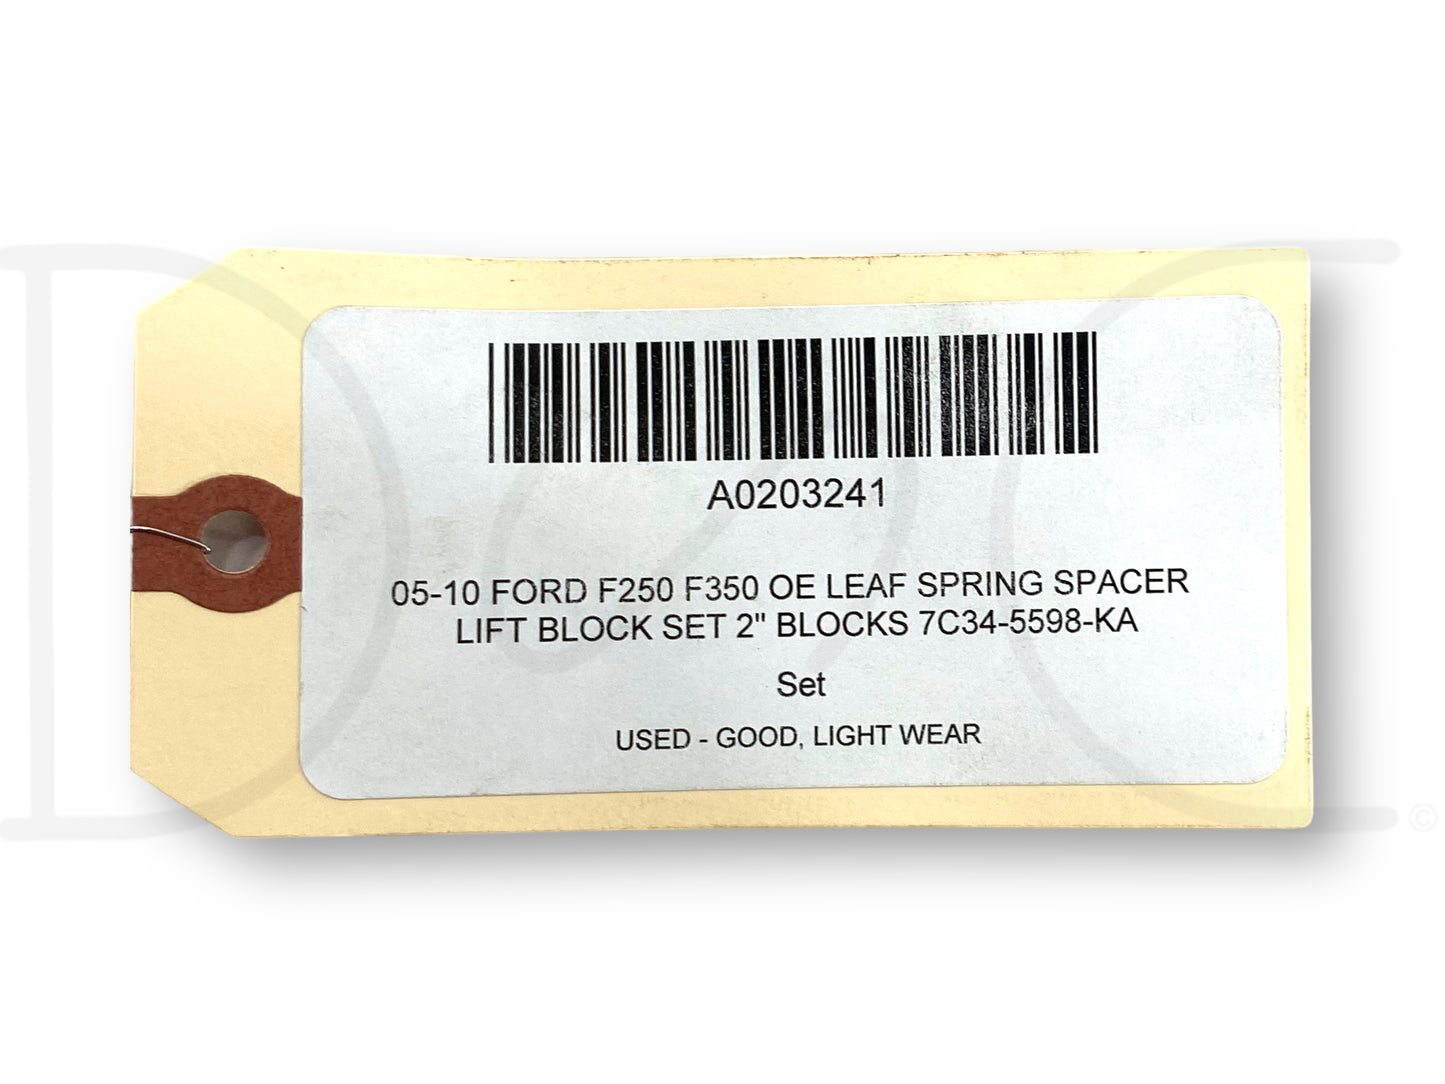 A0203241
05-10 FORD F250 F350 OE LEAF SPRING SPACER
LIFT BLOCK SET 2" BLOCKS 7C34-5598-KA
Set
USED - GOOD, LIGHT WEAR
©